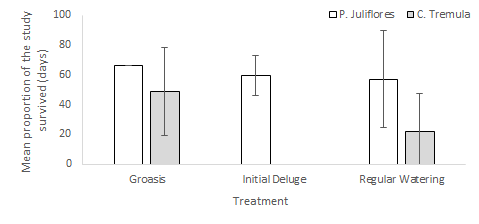 100
80
60
40
20
0
Mean proportion of the study
survived (days)
P. Juliflores C. Tremula
Groasis Initial Deluge Regular Watering
Treatment